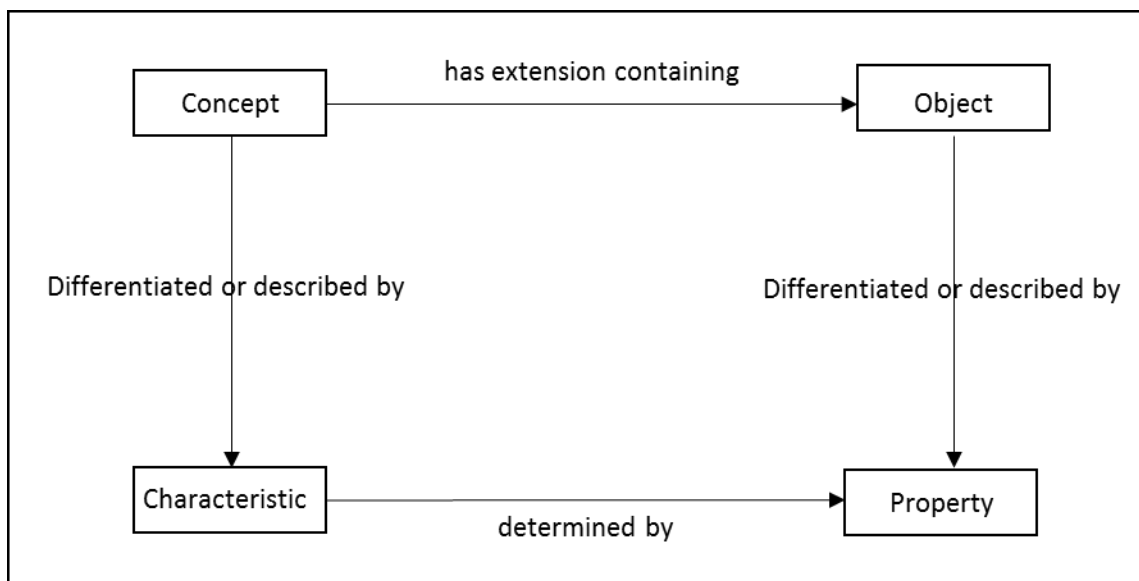 has extension containing
Concept
Object
Differentiated or described by
Differentiated or described by
Characteristic
Property
determined by